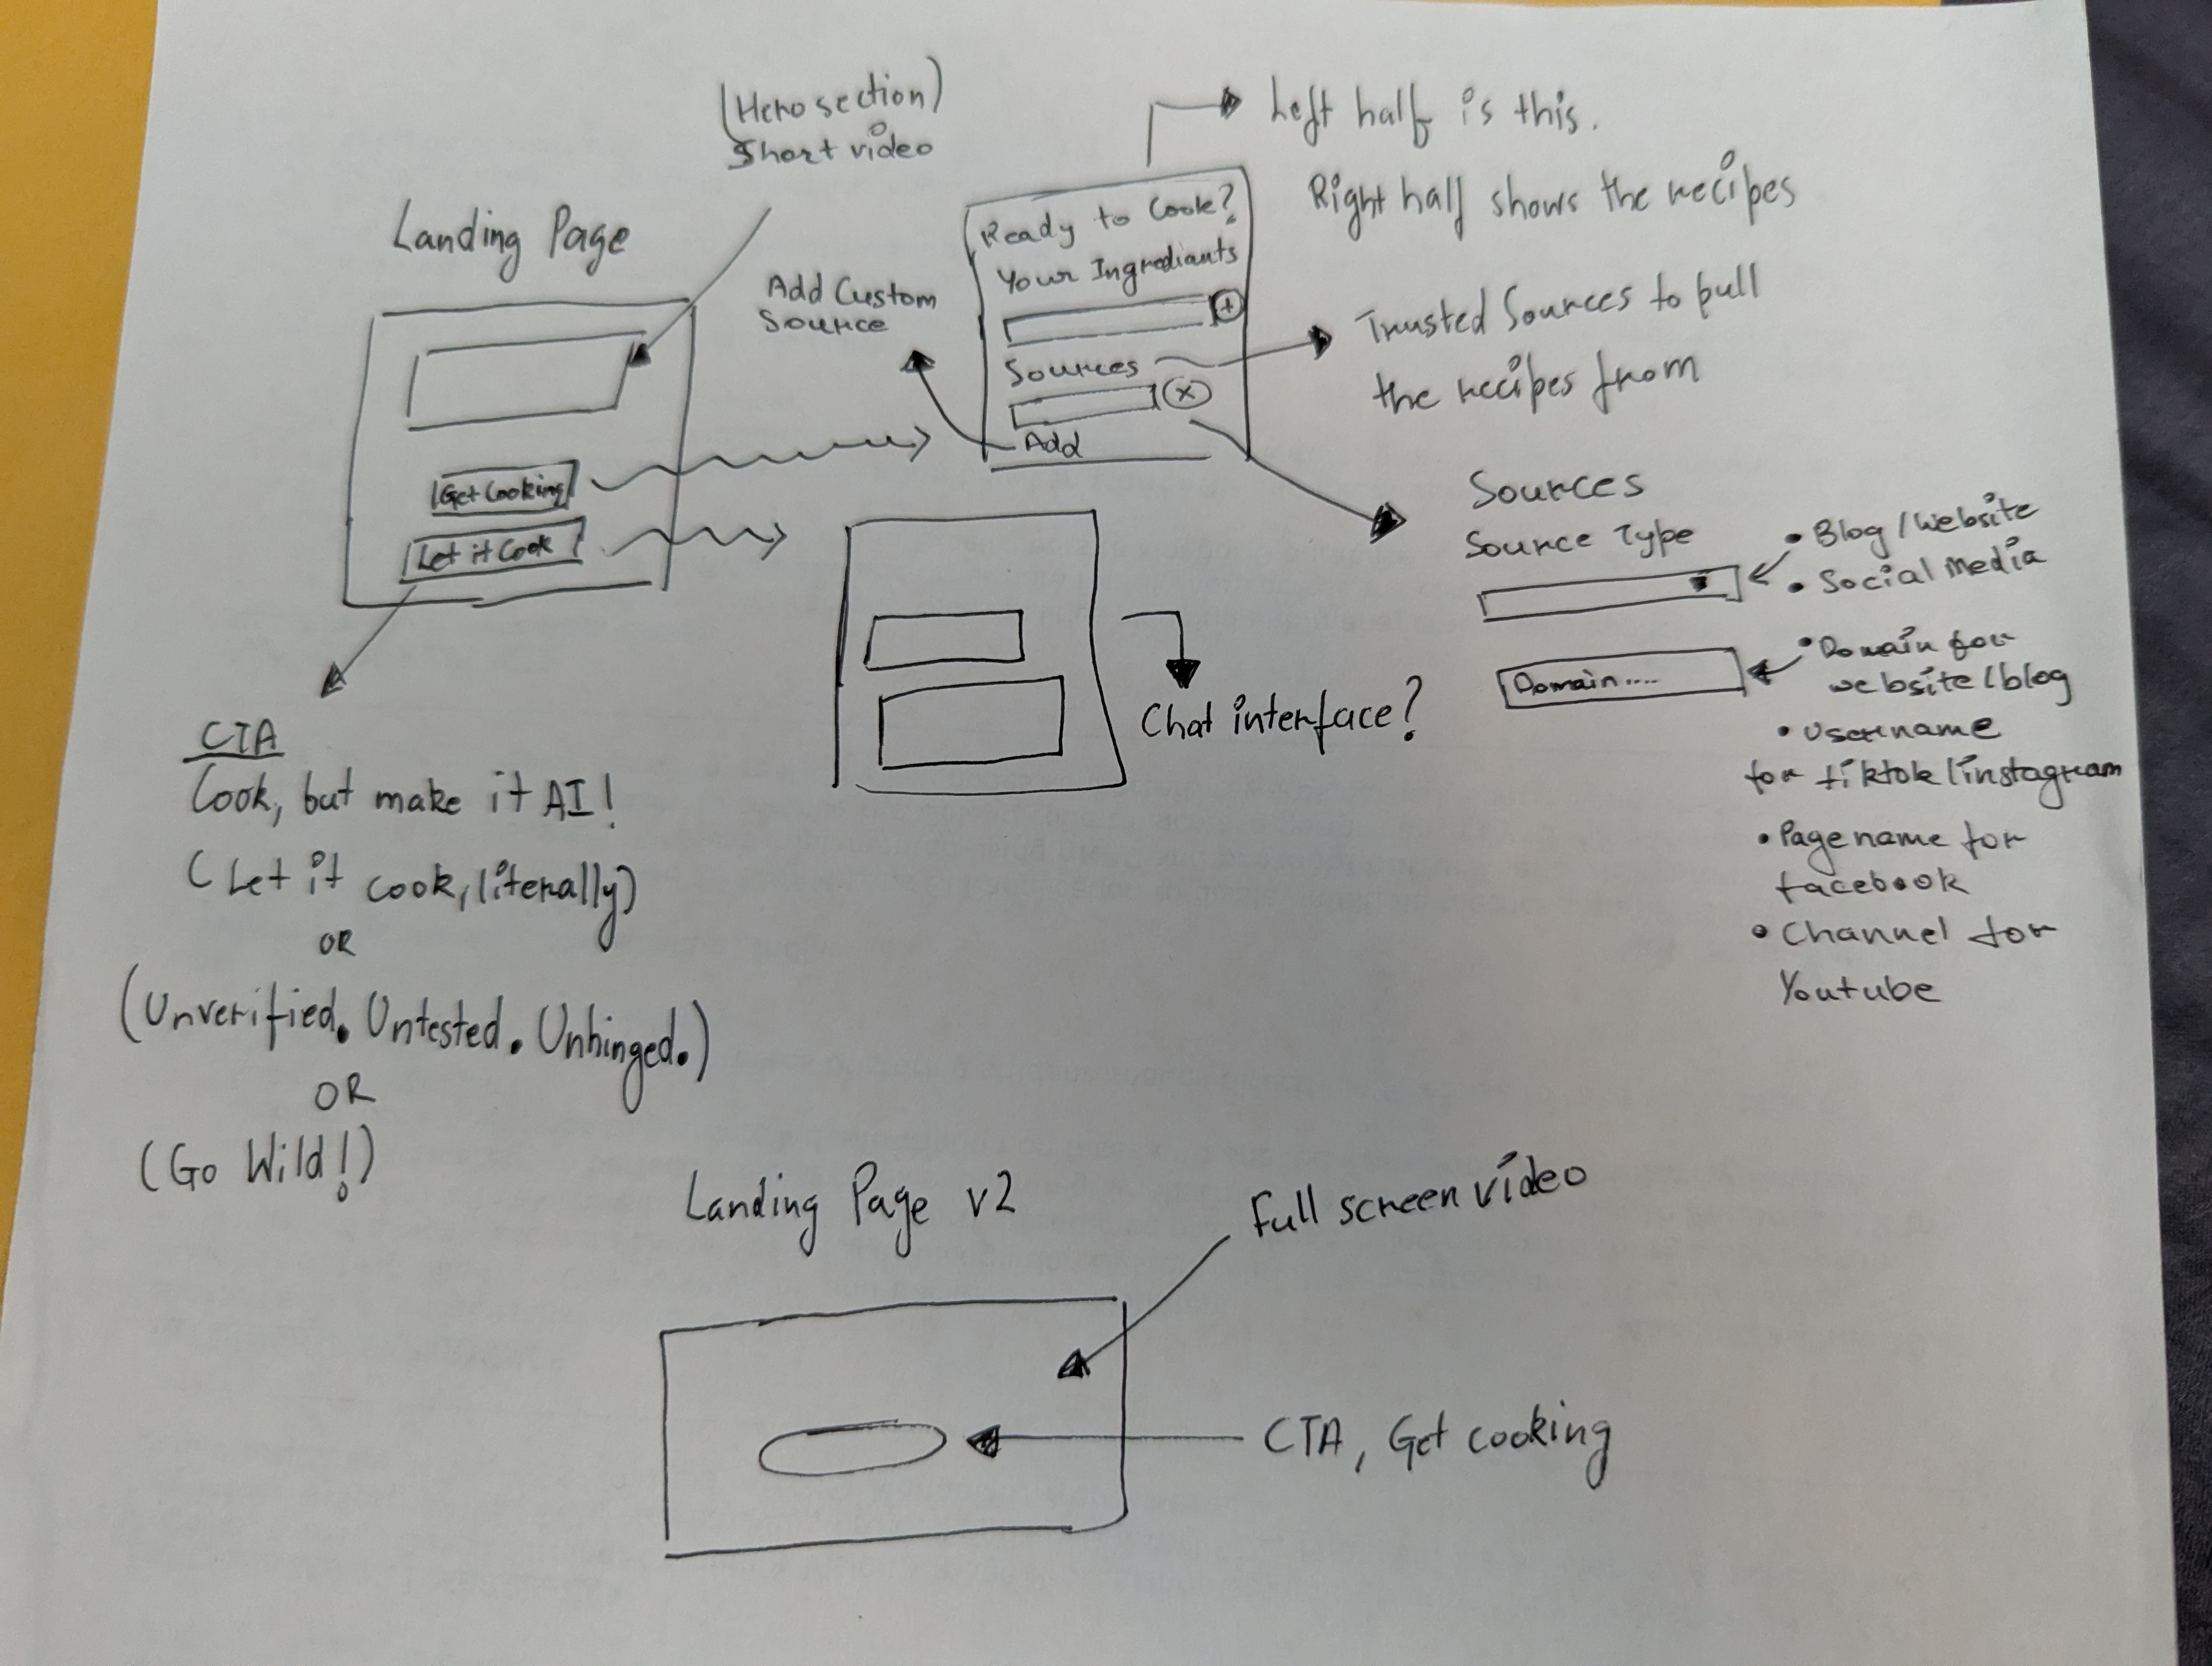 (Hero section)
Short video
Landing Page
Get Cooking
Let it Cook
Add Custom
Source
Ready to Cook?
Your Ingrediants
+
Sources
x
Add
Left half is this.
Right half shows the recipes
Trusted Sources to pull
the recipes from
Sources
Source Type
• Blog/Website
• Social Media
Domain....
• Domain for
website/blog
• Username
for tiktok/instagram
• Page name for
facebook
• Channel for
Youtube
Chat interface?
CTA
Cook, but make it AI!
(Let it cook, literally)
OR
(Unverified. Untested. Unhinged.)
OR
(Go Wild!)
Landing Page v2
Full screen video
CTA, Get cooking